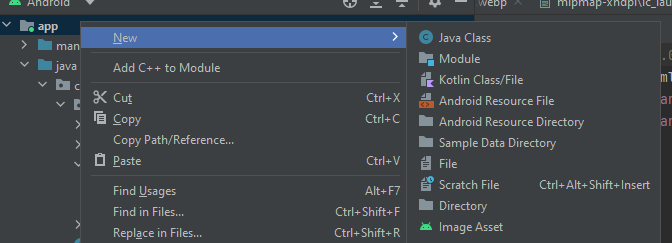 Android
.webp
mipmap-xhdpi\ic_lau
app
man
New
Java Class
java
Module
Add C++ to Module
Kotlin Class/File
c
Cut Ctrl+X
Android Resource File
Copy Ctrl+C
Android Resource Directory
Copy Path/Reference...
Sample Data Directory
Paste Ctrl+V
File
Find Usages Alt+F7
Scratch File Ctrl+Alt+Shift+Insert
Find in Files... Ctrl+Shift+F
Directory
Replace in Files... Ctrl+Shift+R
Image Asset